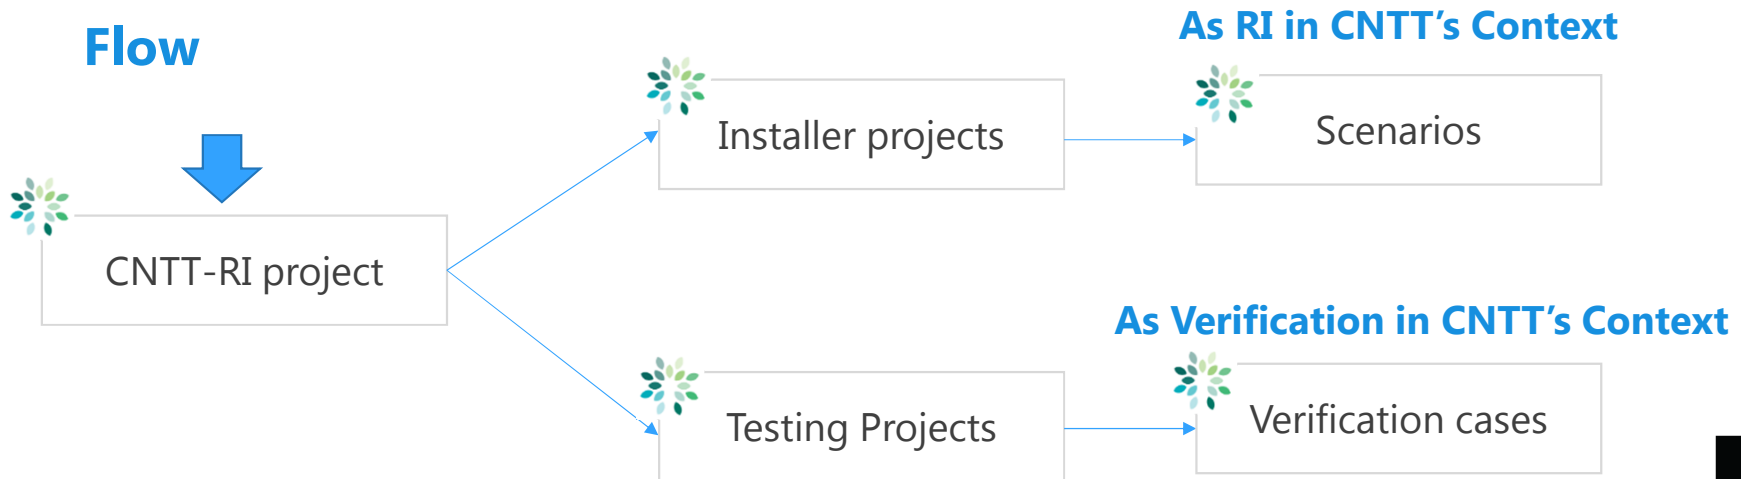 Flow
As RI in CNTT’s Context
Installer projects
Scenarios
CNTT-RI project
As Verification in CNTT’s Context
Testing Projects
Verification cases